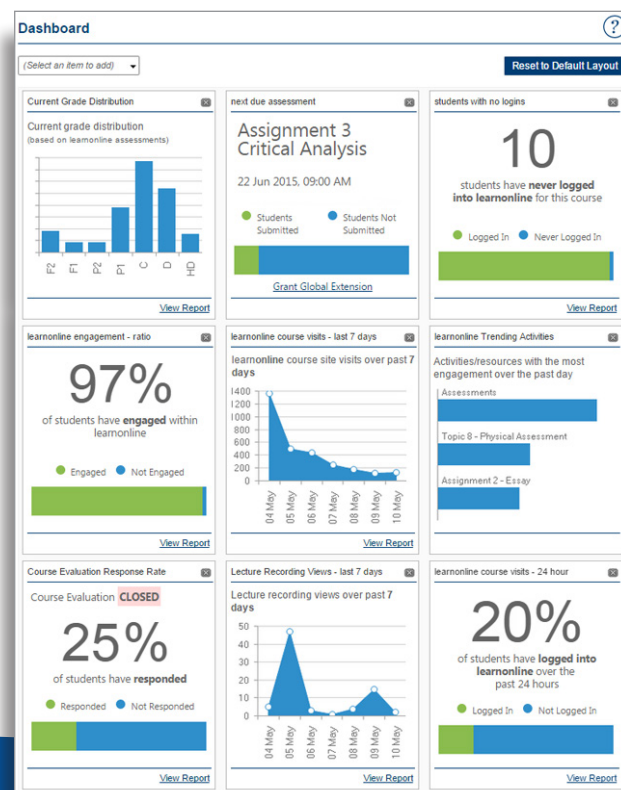 Dashboard
?
(Select an item to add)
Reset to Default Layout
Current Grade Distribution
Current grade distribution
(based on learnonline assessments)
F2
F1
P2
P1
C
D
HD
View Report
next due assessment
Assignment 3
Critical Analysis
22 Jun 2015, 09:00 AM
Students
Submitted
Students Not
Submitted
Grant Global Extension
students with no logins
10
students have never logged
into learnonline for this course
Logged In
Never Logged In
View Report
learnonline engagement - ratio
97%
of students have engaged within
learnonline
Engaged
Not Engaged
View Report
learnonline course visits - last 7 days
learnonline course site visits over past 7
days
1400
1200
1000
800
600
400
200
0
04 May
05 May
06 May
07 May
08 May
09 May
10 May
View Report
learnonline Trending Activities
Activities/resources with the most
engagement over the past day
Assessments
Topic 8 - Physical Assessment
Assignment 2 - Essay
Course Evaluation Response Rate
Course Evaluation CLOSED
25%
of students have responded
Responded
Not Responded
View Report
Lecture Recording Views - last 7 days
Lecture recording views over past 7
days
50
40
30
20
10
0
04 May
05 May
06 May
07 May
08 May
09 May
10 May
View Report
learnonline course visits - 24 hour
20%
of students have logged into
learnonline over the
past 24 hours
Logged In
Not Logged In
View Report